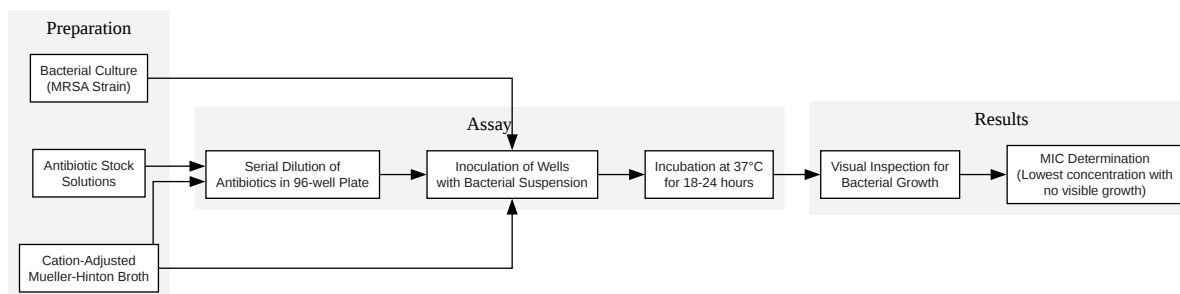 Preparation
Bacterial Culture
(MRSA Strain)
Antibiotic Stock
Solutions
Cation-Adjusted
Mueller-Hinton Broth
Assay
Serial Dilution of
Antibiotics in 96-well Plate
Inoculation of Wells
with Bacterial Suspension
Incubation at 37°C
for 18-24 hours
Results
Visual Inspection for
Bacterial Growth
MIC Determination
(Lowest concentration with
no visible growth)